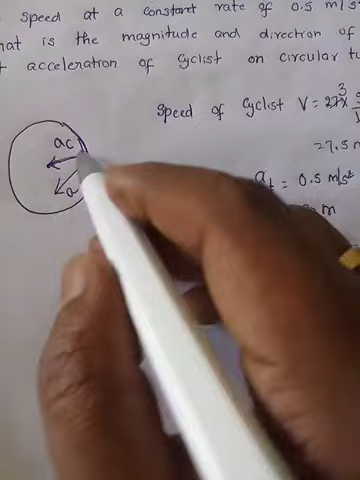 speed at a constant rate of 0.5 m/s
hat is the magnitude and direction of
acceleration of cyclist on circular tu
Speed of cyclist V = 27 x
= 7.5 m
ac
a
at = 0.5 m/s²
m